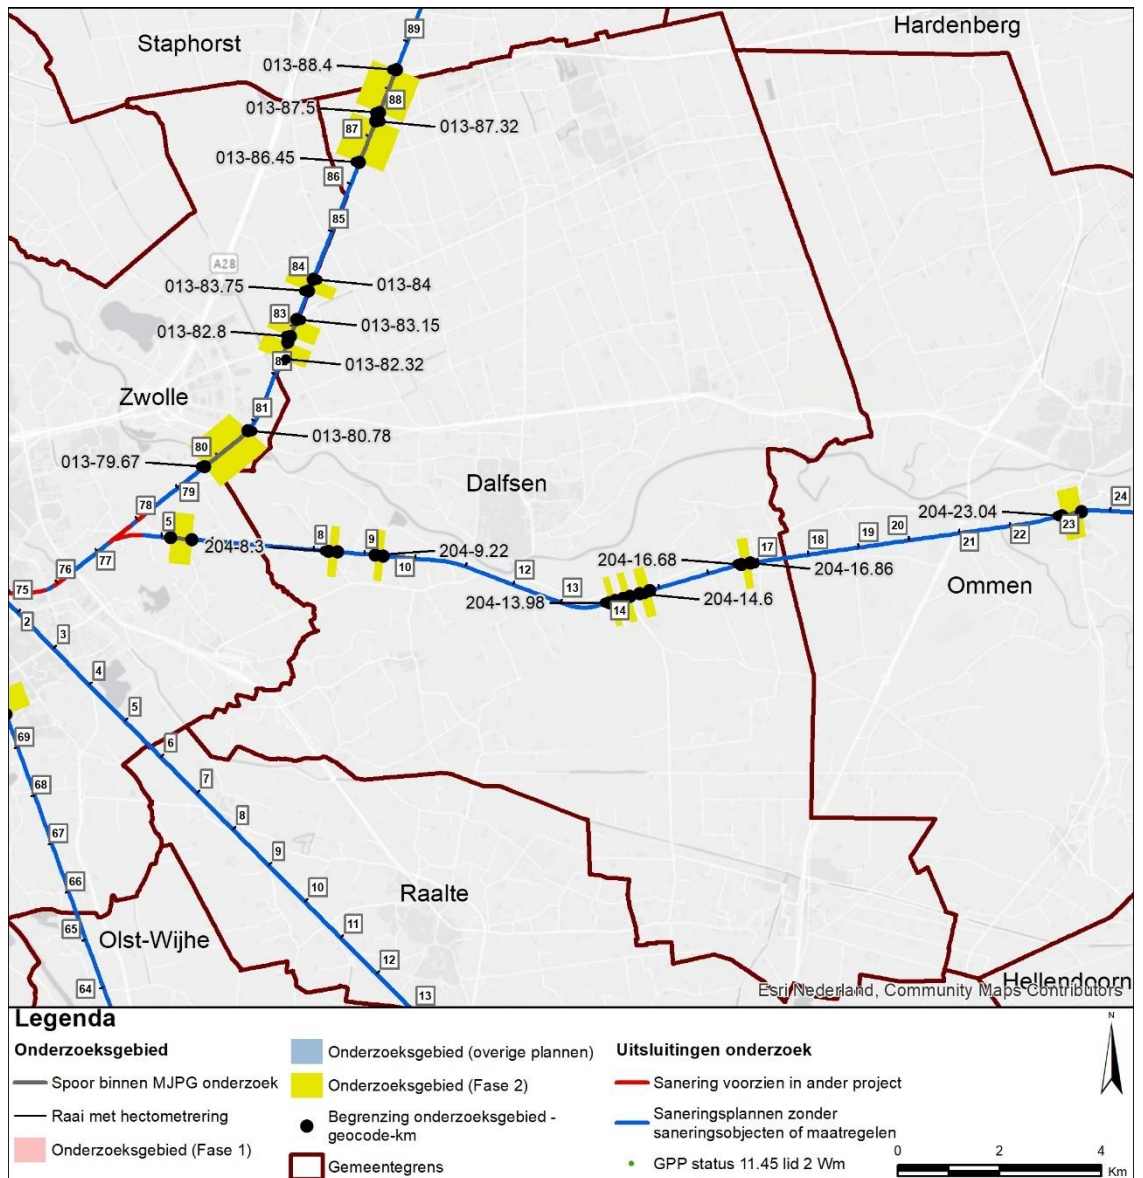 89
Staphorst
Hardenberg
013-88.4
88
013-87.5
87
013-87.32
013-86.45
86
85
A28
84
013-84
013-83.75
83
013-83.15
013-82.8
013-82.32
Zwolle
81
013-80.78
80
013-79.67
79
78
77
76
75
5
204-8.3
8
9
204-9.22
10
Dalfsen
12
13
204-13.98
14
204-14.6
204-16.68
17
204-16.86
18
19
20
21
22
204-23.04
23
24
Ommen
2
3
4
5
6
7
8
9
10
11
12
13
69
68
67
66
65
64
Raalte
Olst-Wijhe
Hellendoorn
Esri Nederland, Community Maps Contributors
Legenda
Onderzoeksgebied
Spoor binnen MJPG onderzoek
Raai met hectometrering
Onderzoeksgebied (Fase 1)
Onderzoeksgebied (overige plannen)
Onderzoeksgebied (Fase 2)
Begrenzing onderzoeksgebied -
geocode-km
Gemeentegrens
Uitsluitingen onderzoek
Sanering voorzien in ander project
Saneringsplannen zonder
saneringsobjecten of maatregelen
GPP status 11.45 lid 2 Wm
N
0 2 4
Km